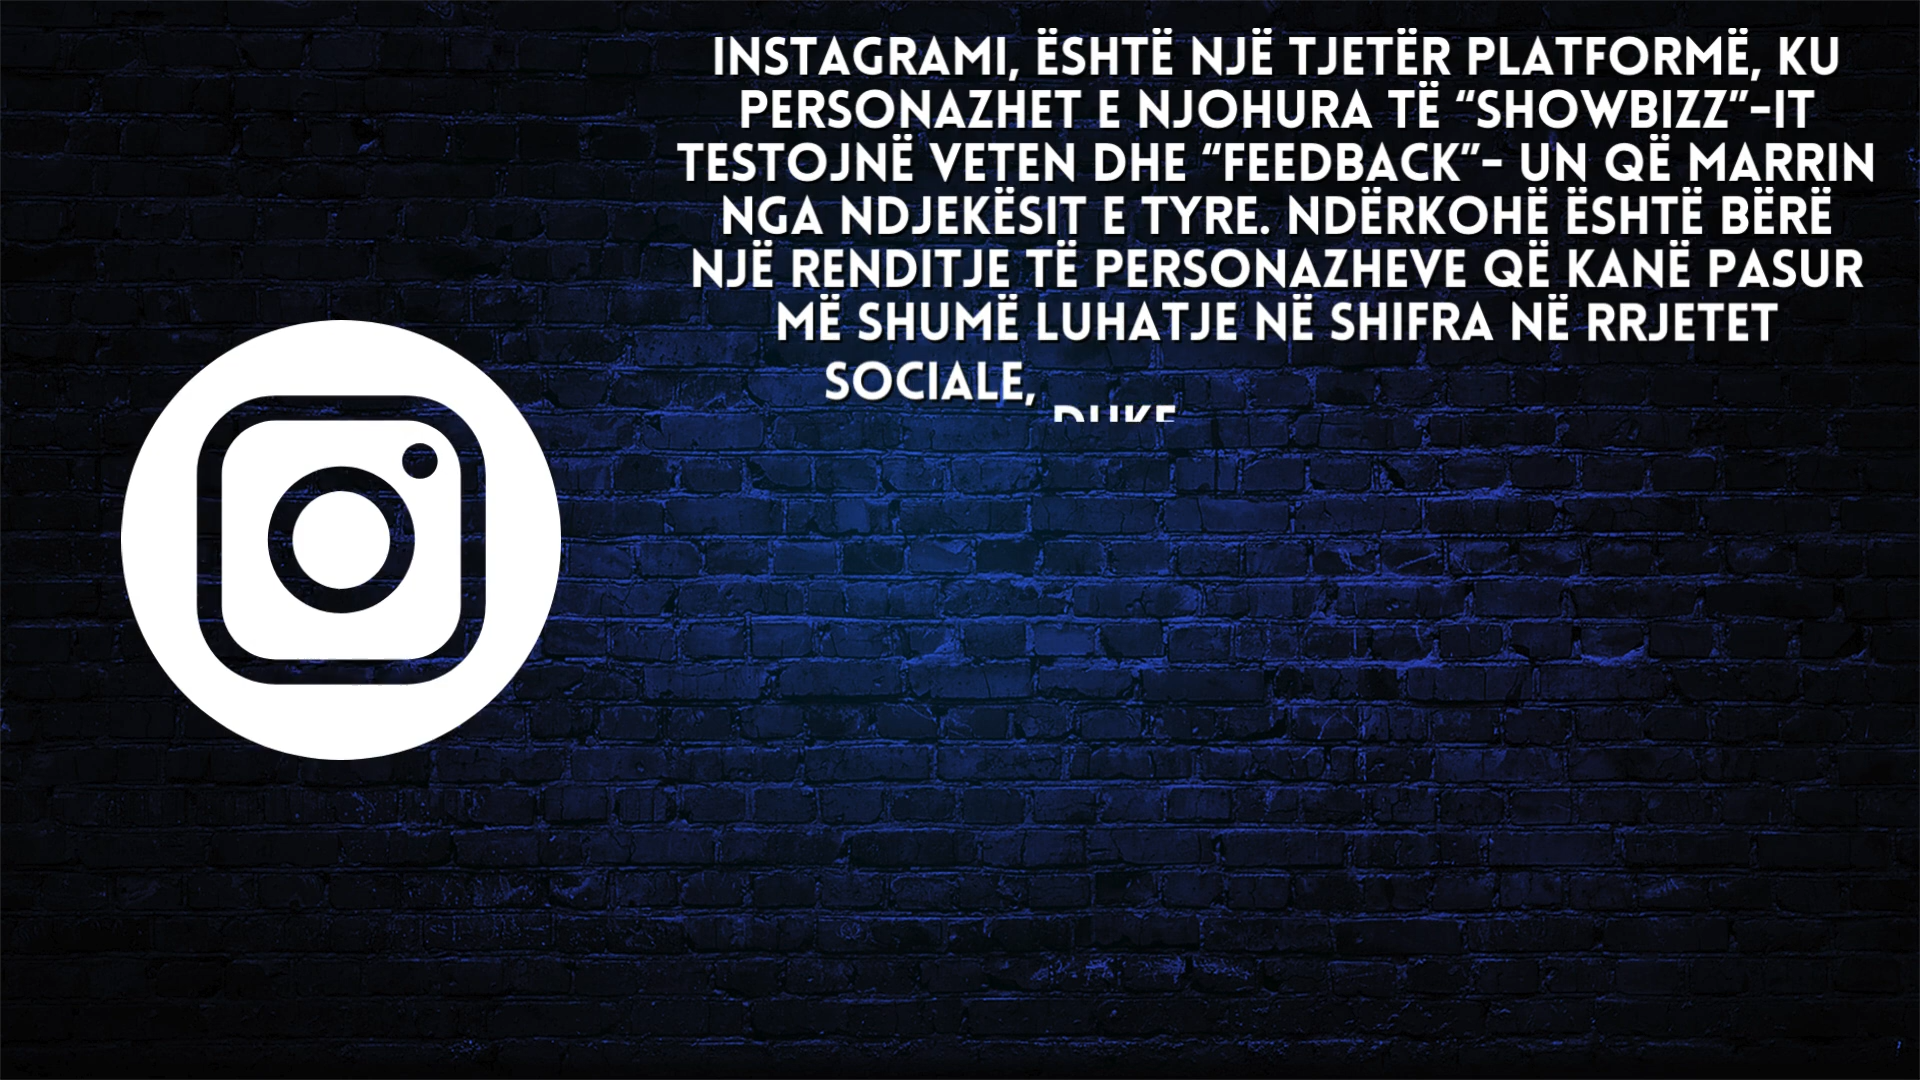 INSTAGRAMI, ËSHTË NJË TJETËR PLATFORMË, KU
PERSONAZHET E NJOHURA TË “SHOWBIZZ”-IT
TESTOJNË VETEN DHE “FEEDBACK”- UN QË MARRIN
NGA NDJEKËSIT E TYRE. NDËRKOHË ËSHTË BËRË
NJË RENDITJE TË PERSONAZHEVE QË KANË PASUR
MË SHUMË LUHATJE NË SHIFRA NË RRJETET
SOCIALE,
DUKE